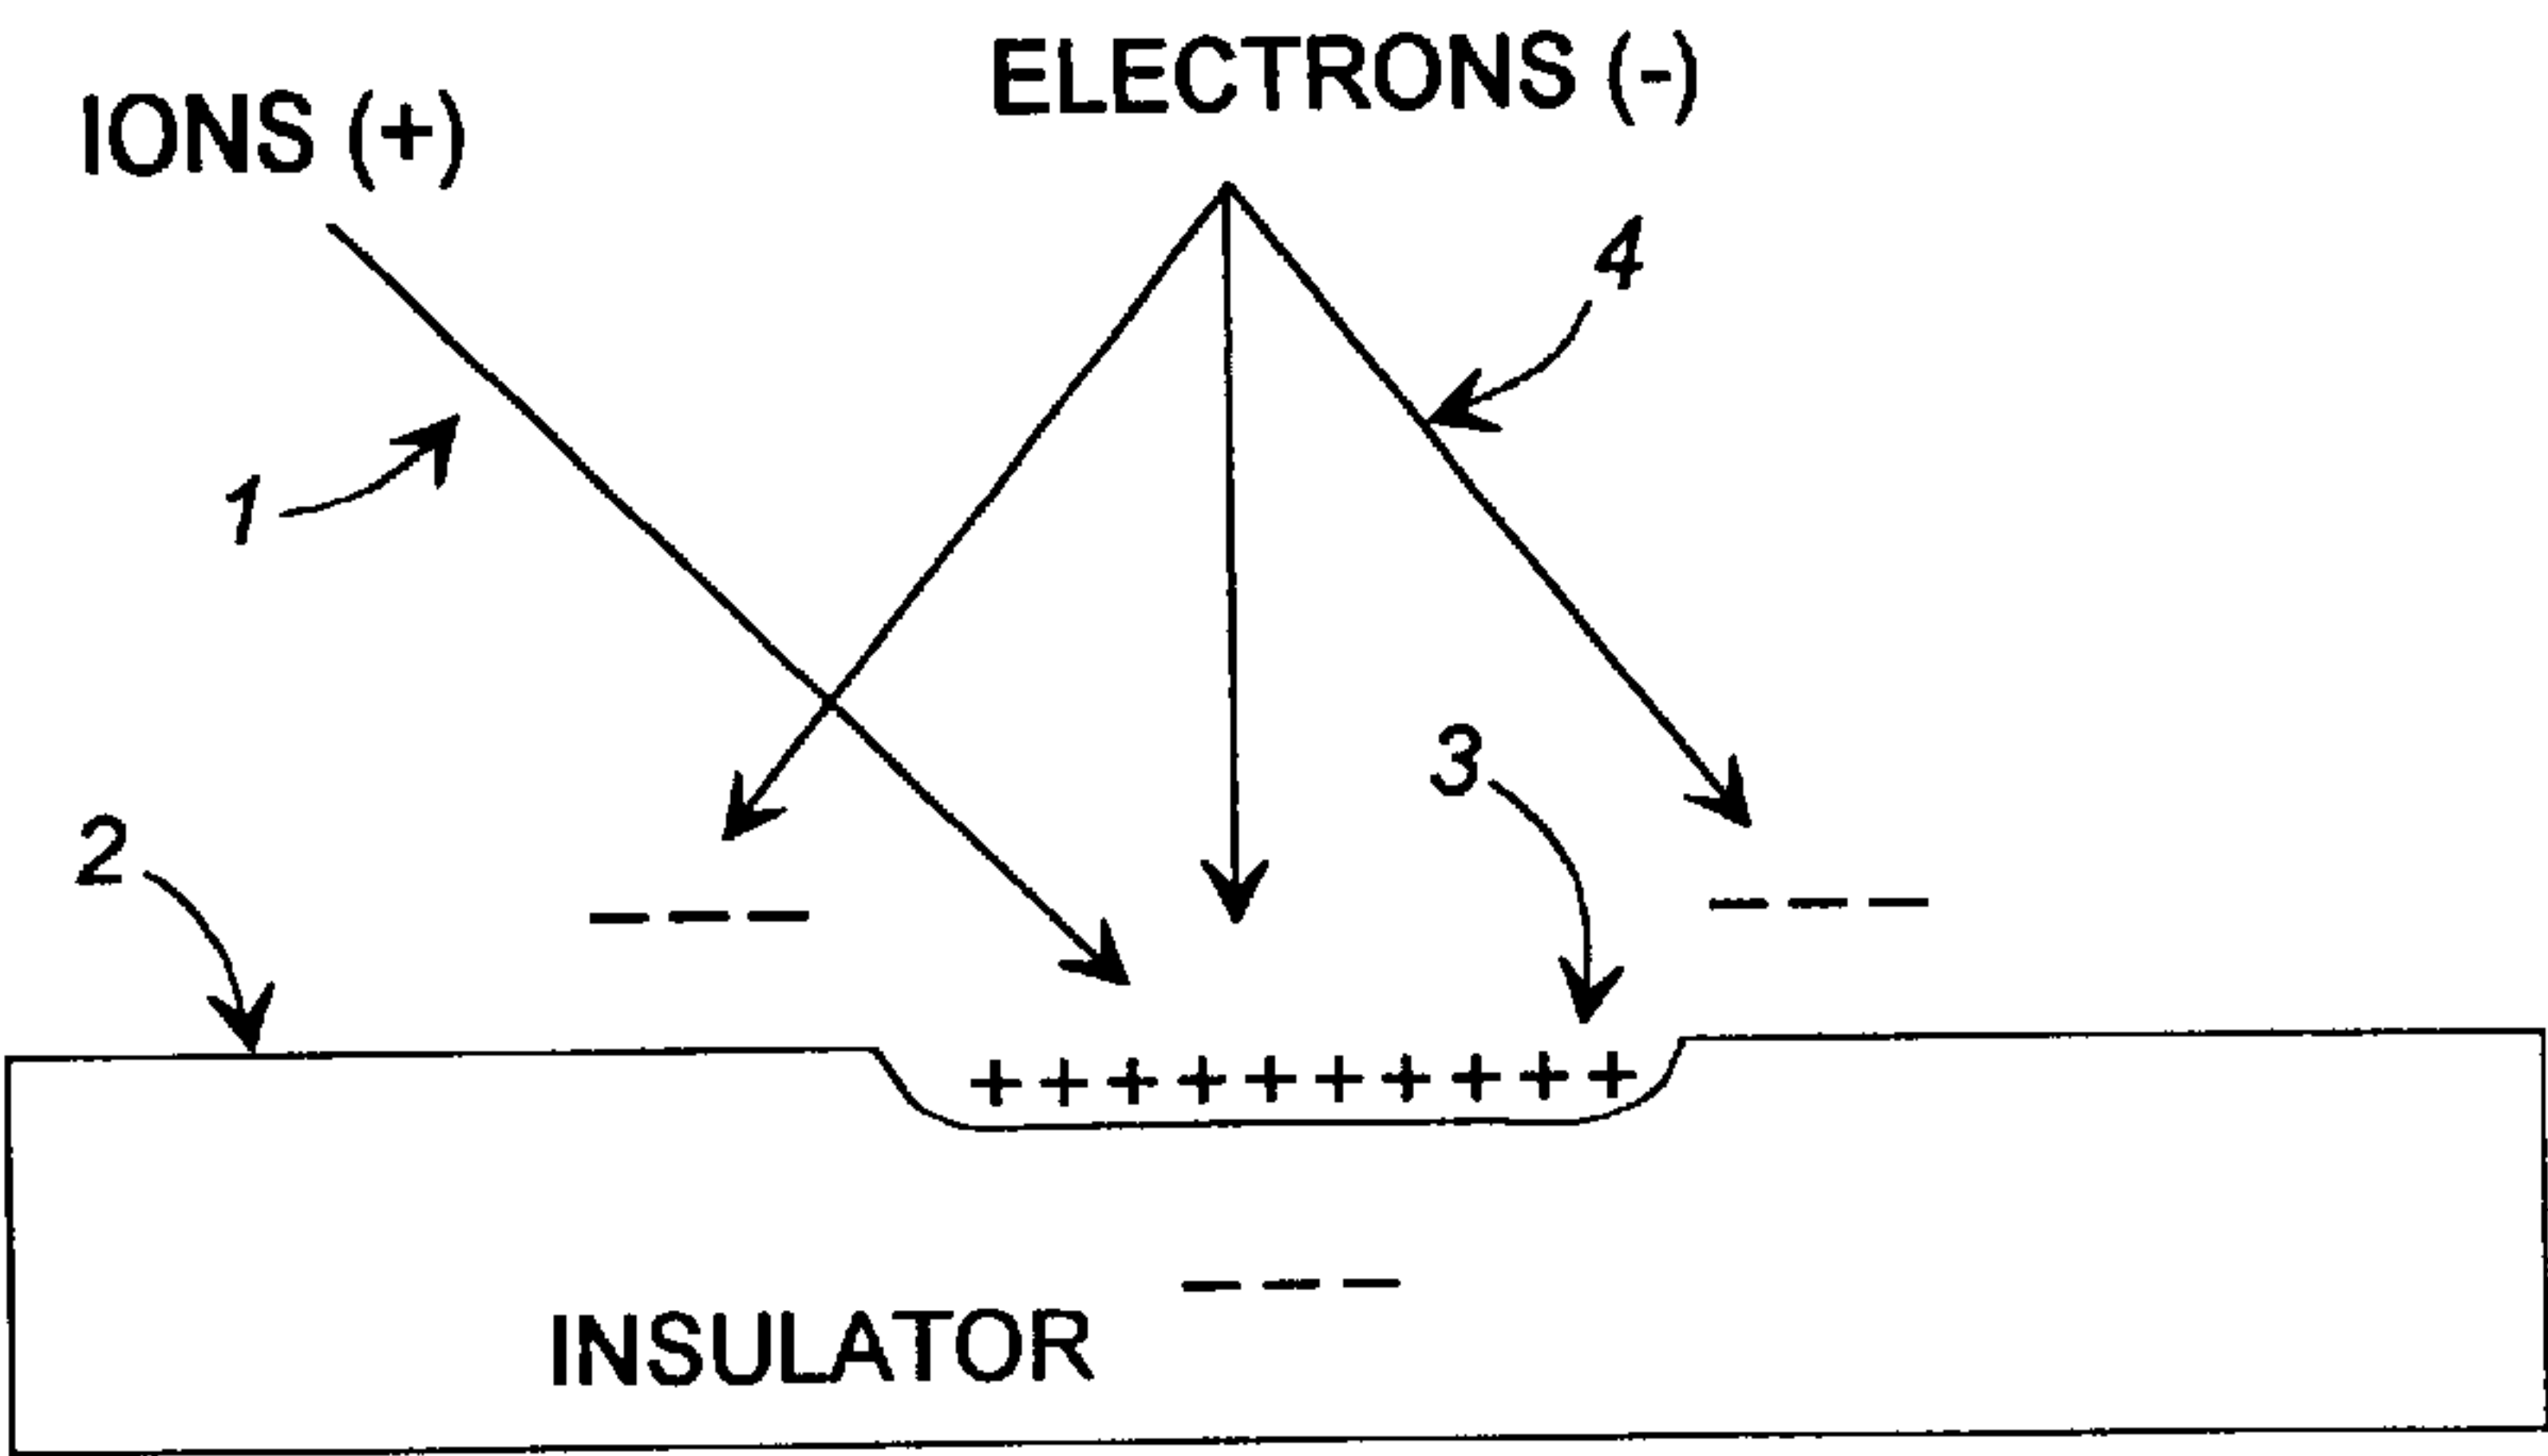 ELECTRONS (-)
IONS (+)
4
1
3
2
— — —
— — —
+ + + + + + + + + +
— — —
INSULATOR